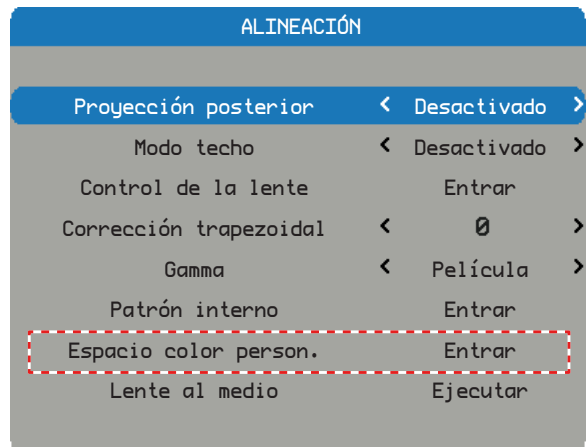 ALINEACIÓN
Proyección posterior < Desactivado >
Modo techo < Desactivado >
Control de la lente Entrar
Corrección trapezoidal < 0 >
Gamma < Película >
Patrón interno Entrar
Espacio color person. Entrar
Lente al medio Ejecutar